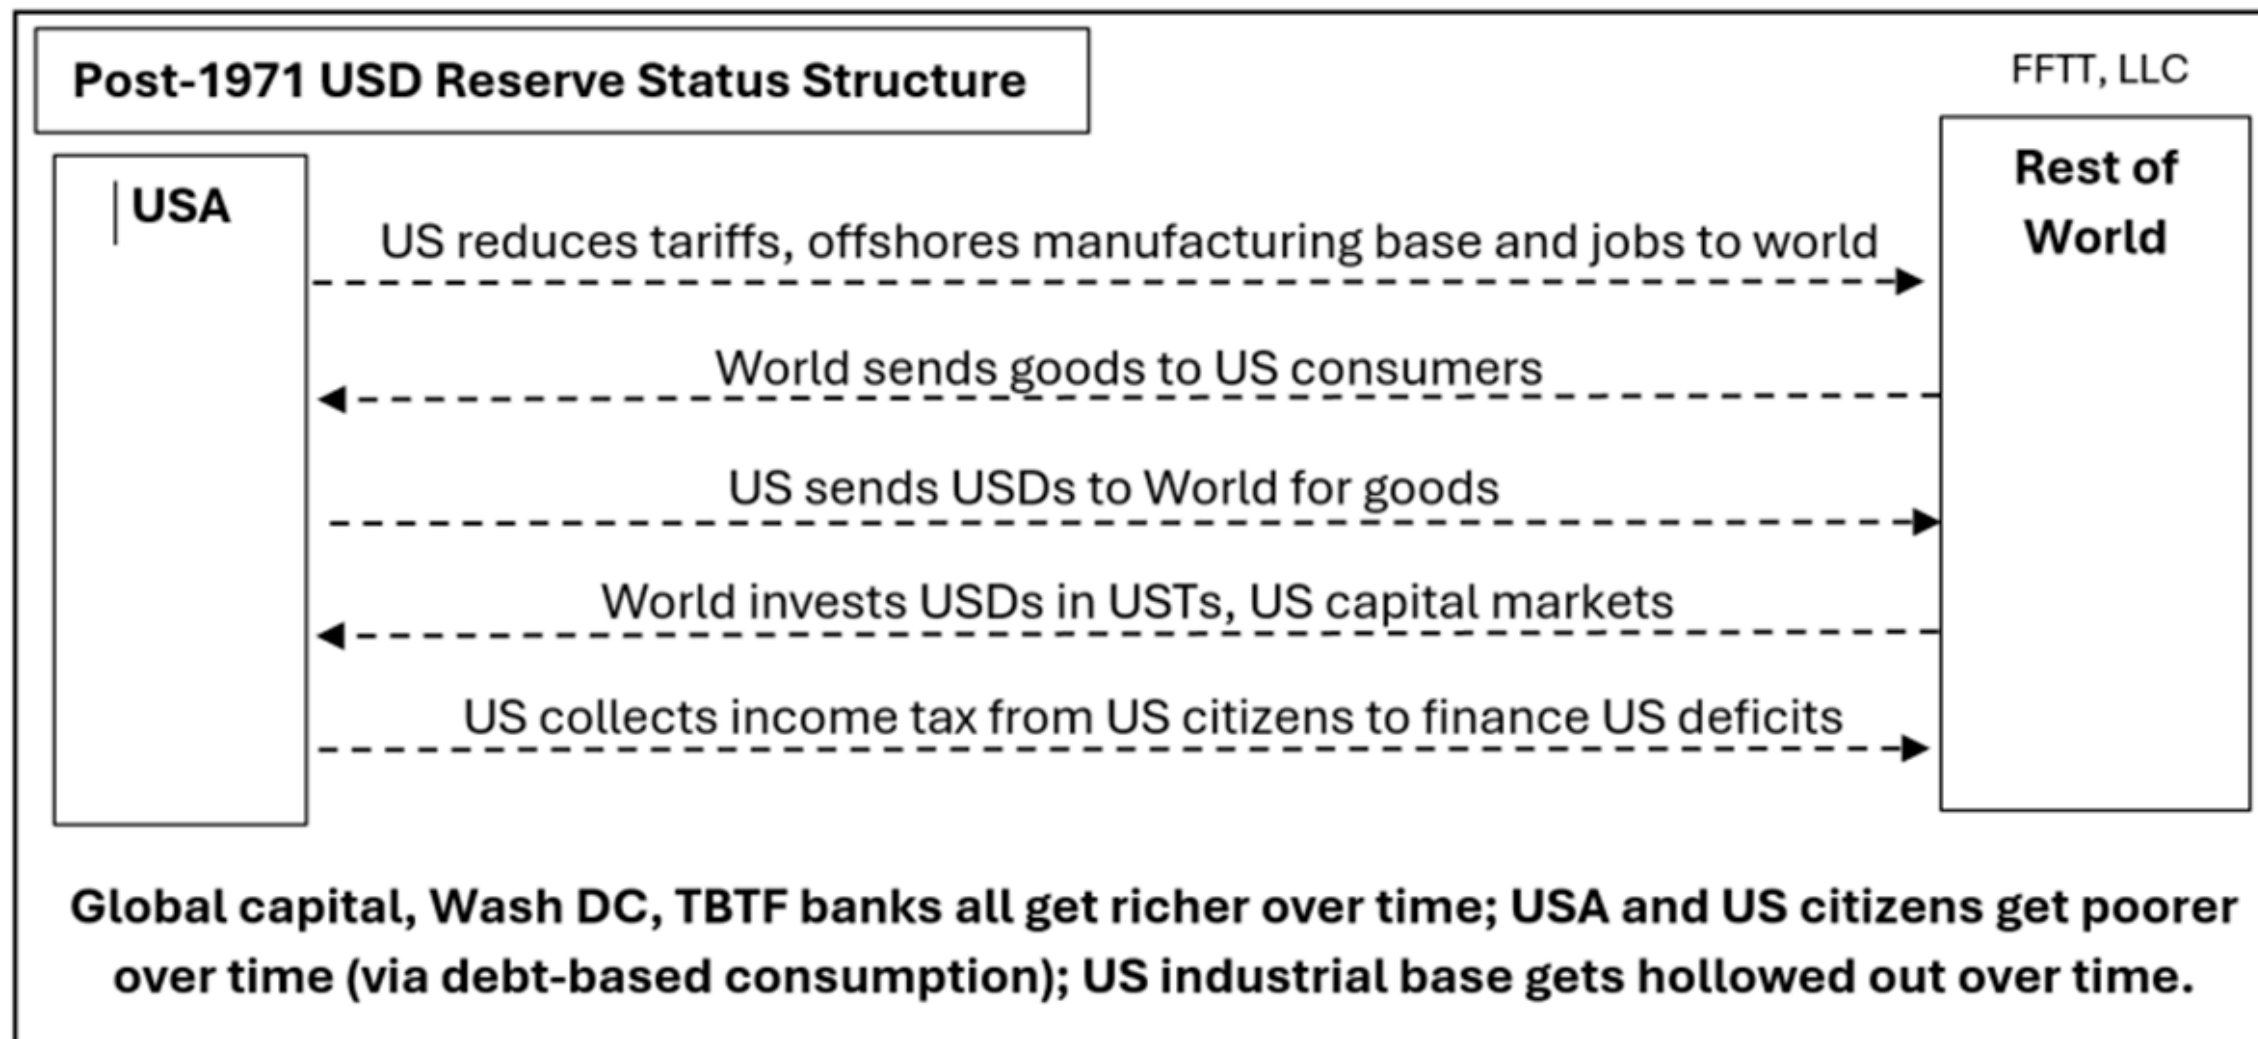 Post-1971 USD Reserve Status Structure
FFTT, LLC
USA
Rest of
World
US reduces tariffs, offshores manufacturing base and jobs to world
World sends goods to US consumers
US sends USDs to World for goods
World invests USDs in USTs, US capital markets
US collects income tax from US citizens to finance US deficits
Global capital, Wash DC, TBTF banks all get richer over time; USA and US citizens get poorer
over time (via debt-based consumption); US industrial base gets hollowed out over time.